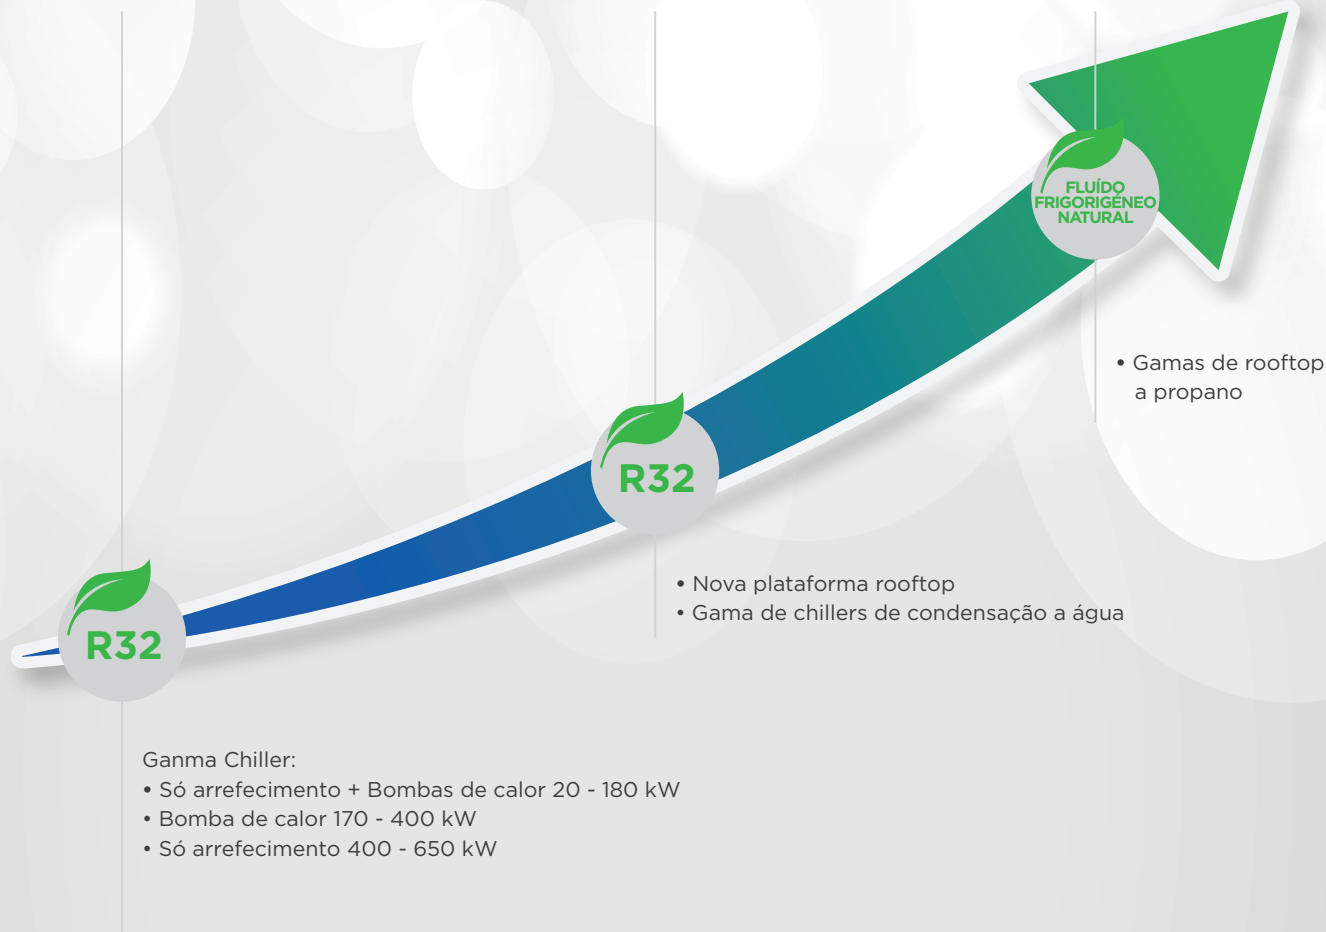 FLUÍDO
FRIGORIGÉNEO
NATURAL
• Gamas de rooftop
a propano
R32
• Nova plataforma rooftop
• Gama de chillers de condensação a água
R32
Ganma Chiller:
• Só arrefecimento + Bombas de calor 20 - 180 kW
• Bomba de calor 170 - 400 kW
• Só arrefecimento 400 - 650 kW